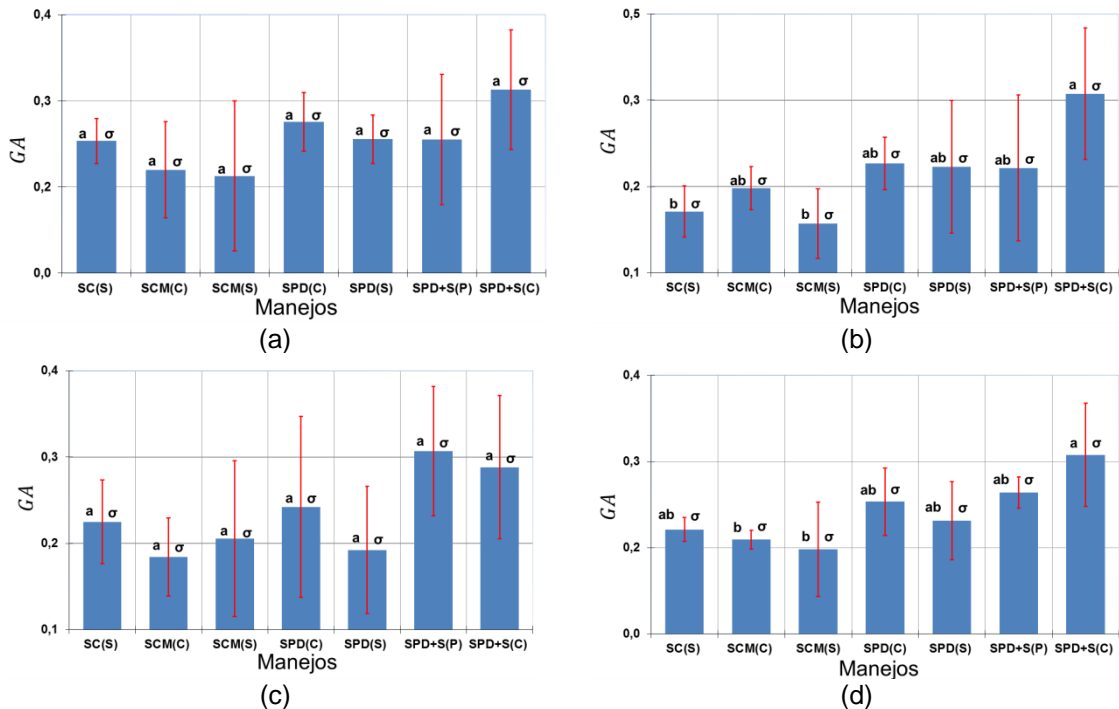 0,4
0,3
0,2
0,0
GA
a σ a σ a σ a σ a σ a σ a σ
SC(S) SCM(C) SCM(S) SPD(C) SPD(S) SPD+S(P) SPD+S(C)
Manejos
(a)
0,5
0,3
0,2
0,1
GA
b σ ab σ b σ ab σ ab σ ab σ a σ
SC(S) SCM(C) SCM(S) SPD(C) SPD(S) SPD+S(P) SPD+S(C)
Manejos
(b)
0,4
0,3
0,2
0,1
GA
a σ a σ a σ a σ a σ a σ a σ
SC(S) SCM(C) SCM(S) SPD(C) SPD(S) SPD+S(P) SPD+S(C)
Manejos
(c)
0,4
0,3
0,2
0,0
GA
ab σ b σ b σ ab σ ab σ ab σ a σ
SC(S) SCM(C) SCM(S) SPD(C) SPD(S) SPD+S(P) SPD+S(C)
Manejos
(d)